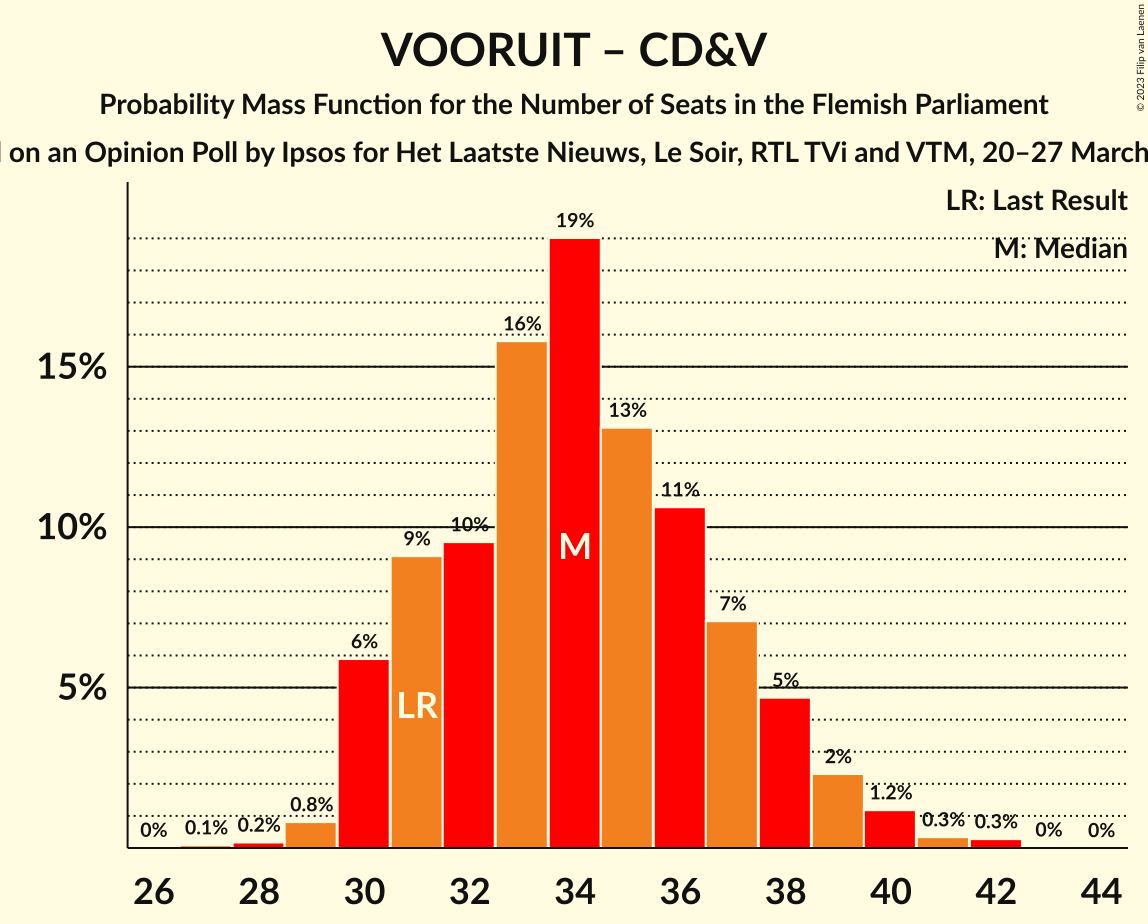 VOORUIT – CD&V
Probability Mass Function for the Number of Seats in the Flemish Parliament
on an Opinion Poll by Ipsos for Het Laatste Nieuws, Le Soir, RTL TVi and VTM, 20–27 March
© 2023 Filip van Laenen
LR: Last Result
M: Median
19%
16%
15%
13%
11%
10%
10%
9%
M
7%
6%
5%
5%
LR
2%
1.2%
0.8%
0.3%
0.3%
0.2%
0.1%
0%
0%
0%
26 28 30 32 34 36 38 40 42 44